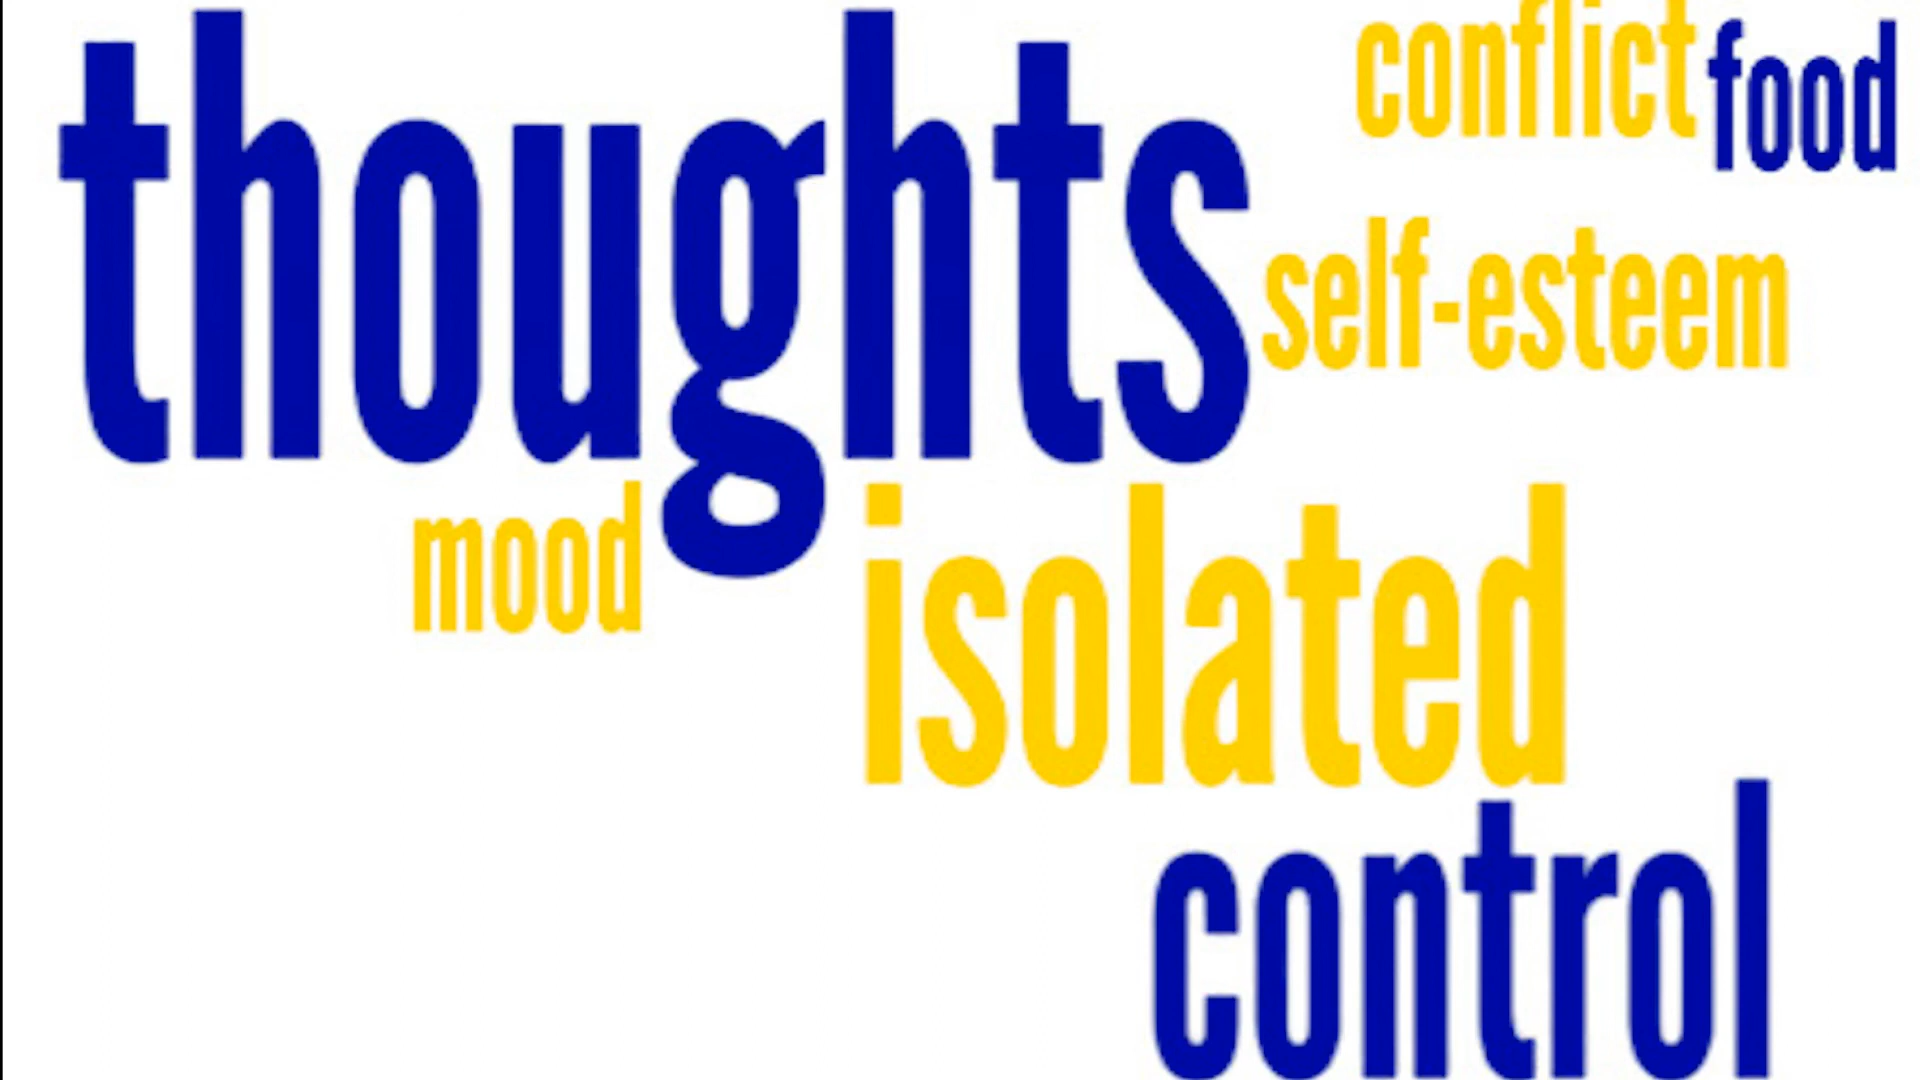 thoughts
conflict
food
self-esteem
mood
isolated
control